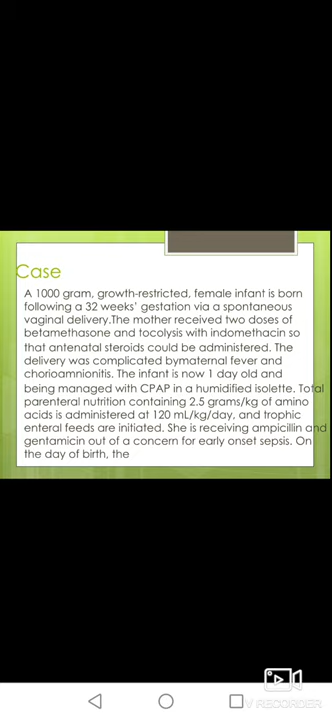 Case
A 1000 gram, growth-restricted, female infant is born
following a 32 weeks' gestation via a spontaneous
vaginal delivery.The mother received two doses of
betamethasone and tocolysis with indomethacin so
that antenatal steroids could be administered. The
delivery was complicated bymaternal fever and
chorioamnionitis. The infant is now 1 day old and
being managed with CPAP in a humidified isolette. Total
parenteral nutrition containing 2.5 grams/kg of amino
acids is administered at 120 mL/kg/day, and trophic
enteral feeds are initiated. She is receiving ampicillin and
gentamicin out of a concern for early onset sepsis. On
the day of birth, the
V RECORDER